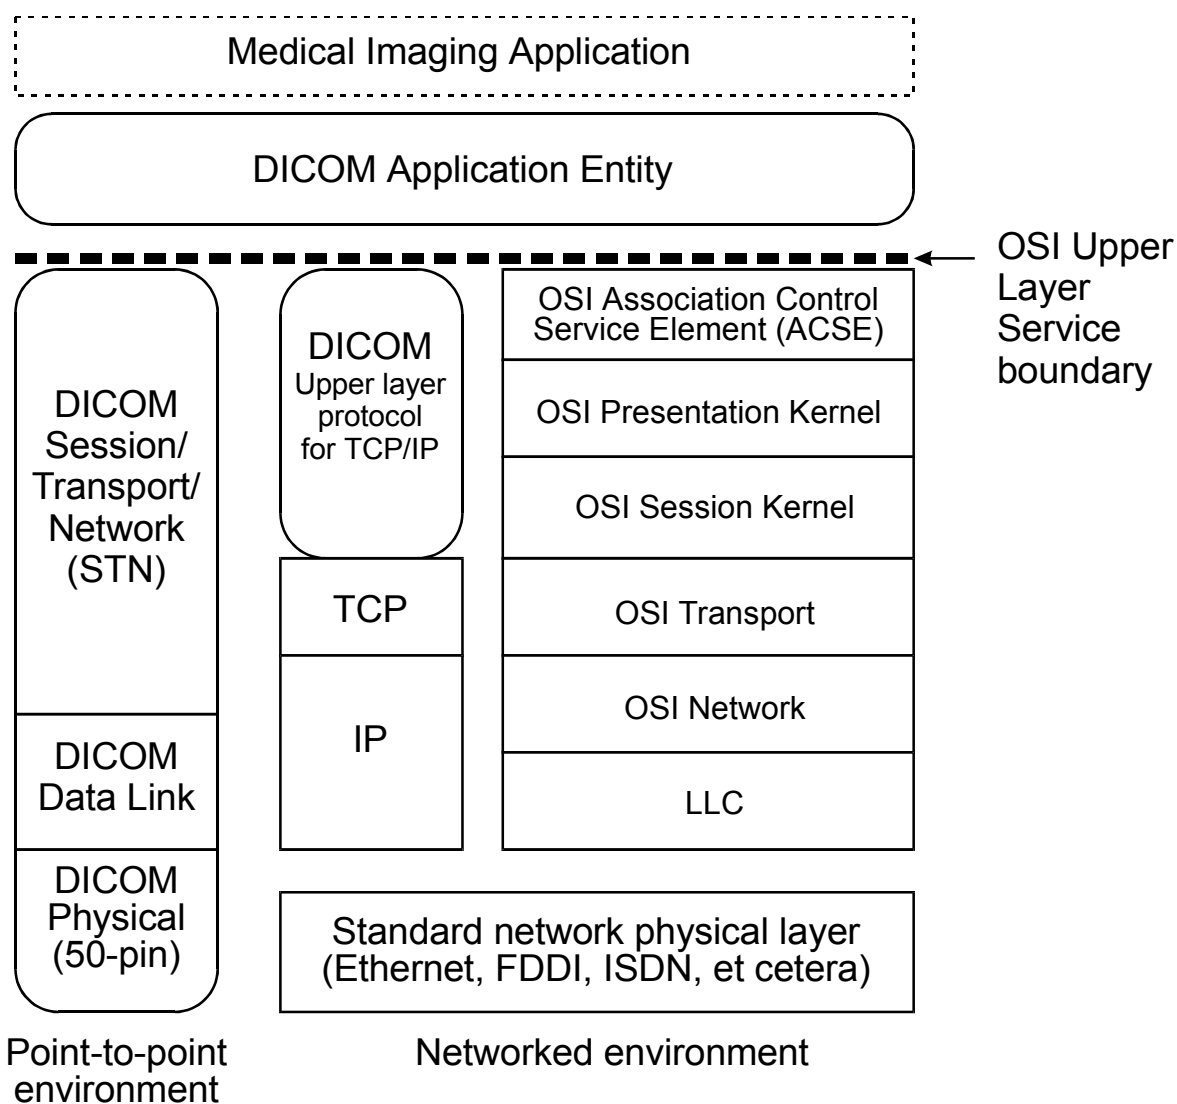 Medical Imaging Application
DICOM Application Entity
OSI Upper
Layer
Service
boundary
DICOM
Session/
Transport/
Network
(STN)
DICOM
Data Link
DICOM
Physical
(50-pin)
Point-to-point
environment
DICOM
Upper layer
protocol
for TCP/IP
TCP
IP
OSI Association Control
Service Element (ACSE)
OSI Presentation Kernel
OSI Session Kernel
OSI Transport
OSI Network
LLC
Standard network physical layer
(Ethernet, FDDI, ISDN, et cetera)
Networked environment